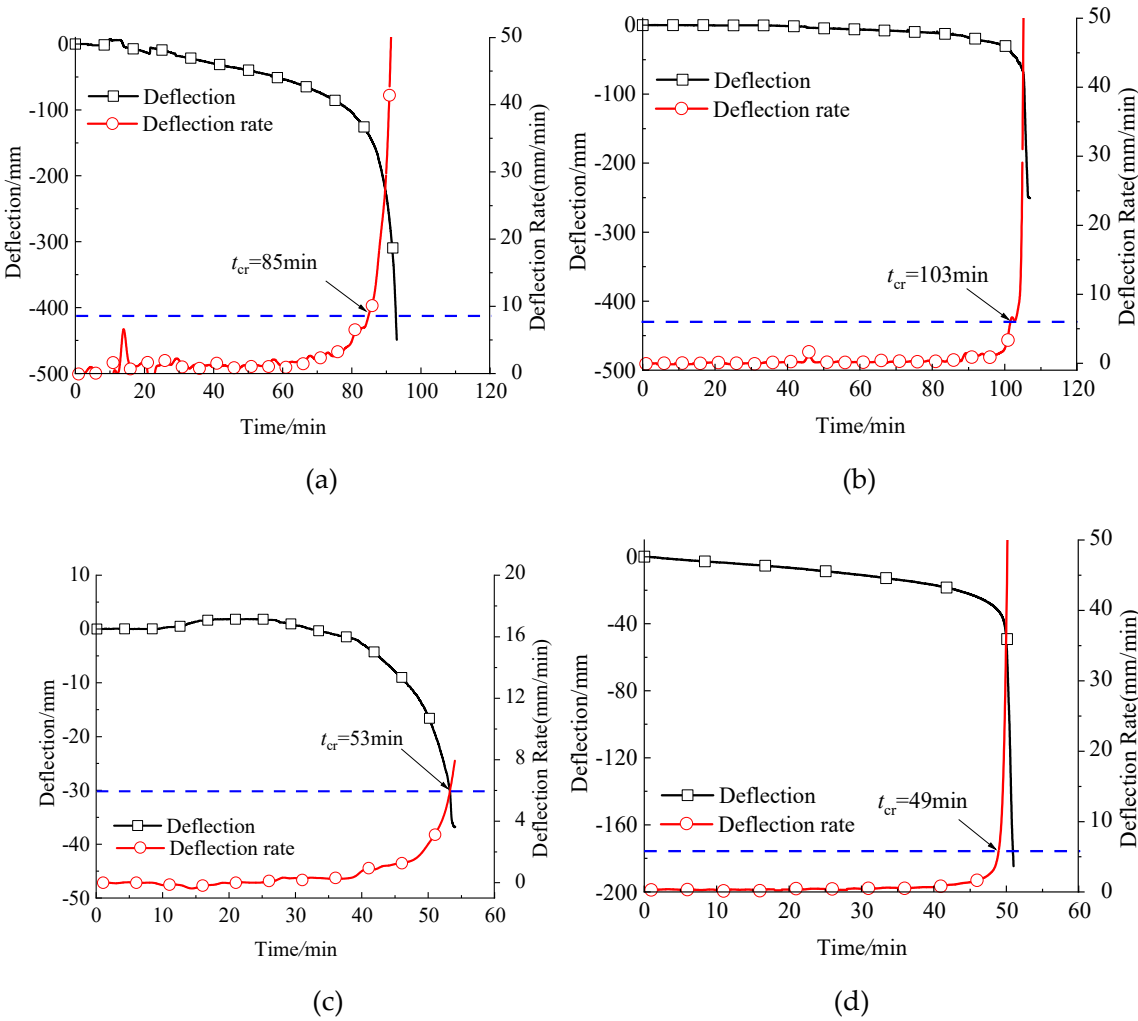 0
-100
-200
-300
-400
-500
Deflection/mm
Deflection
Deflection rate
tcr=85min
50
40
30
20
10
0
Deflection Rate(mm/min)
0 20 40 60 80 100 120
Time/min
(a)
0
-100
-200
-300
-400
-500
Deflection/mm
Deflection
Deflection rate
tcr=103min
50
40
30
20
10
0
Deflection Rate(mm/min)
0 20 40 60 80 100 120
Time/min
(b)
10
0
-10
-20
-30
-40
-50
Deflection/mm
tcr=53min
Deflection
Deflection rate
20
16
12
8
4
0
Deflection Rate(mm/min)
0 10 20 30 40 50 60
Time/min
(c)
0
-40
-80
-120
-160
-200
Deflection/mm
Deflection
Deflection rate
tcr=49min
50
40
30
20
10
0
Deflection Rate(mm/min)
0 10 20 30 40 50 60
Time/min
(d)